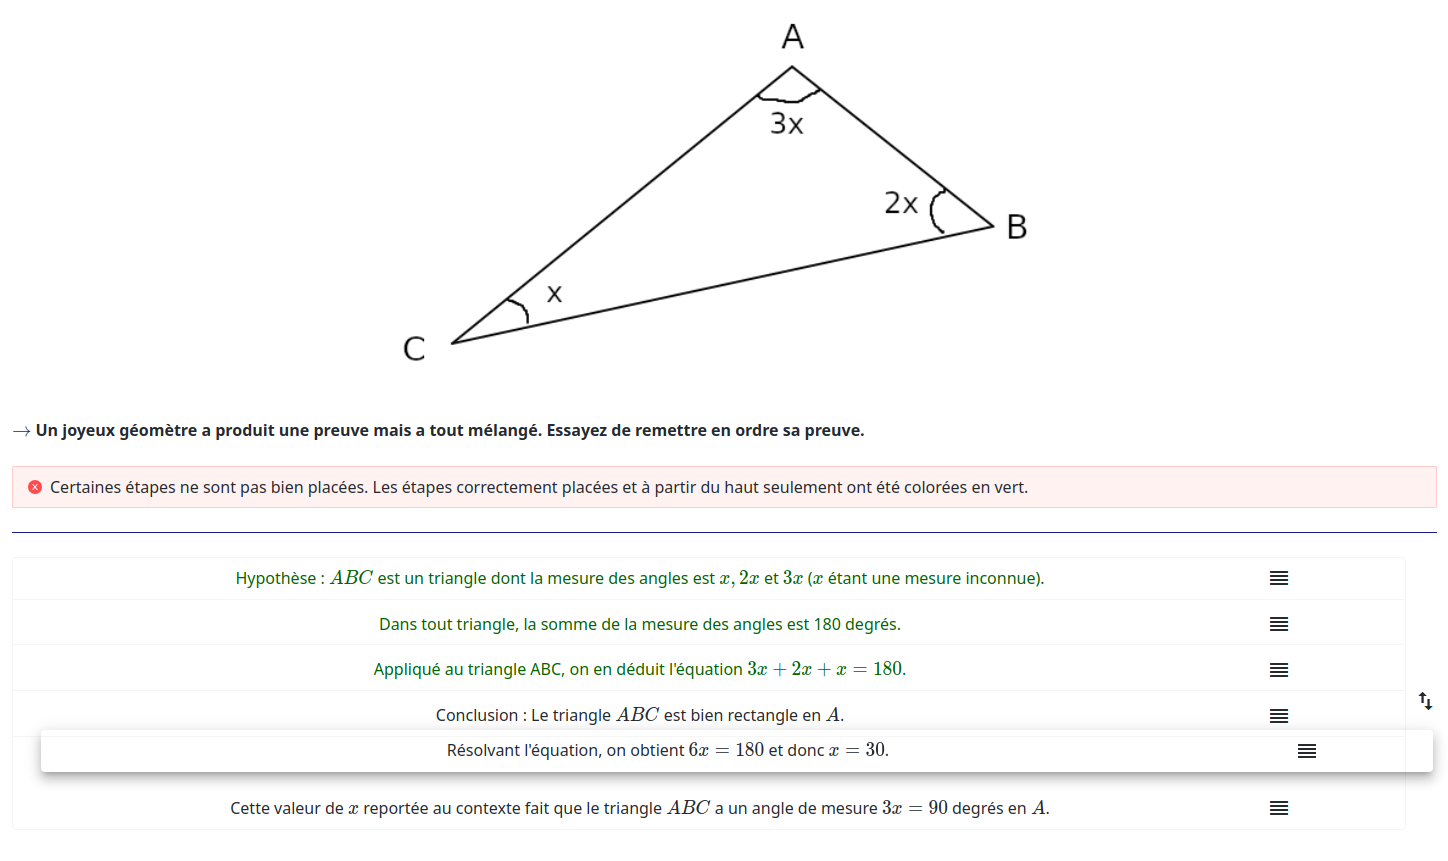 A
3x
2x
B
x
C
→ Un joyeux géomètre a produit une preuve mais a tout mélangé. Essayez de remettre en ordre sa preuve.
Certaines étapes ne sont pas bien placées. Les étapes correctement placées et à partir du haut seulement ont été colorées en vert.
Hypothèse : ABC est un triangle dont la mesure des angles est x, 2x et 3x (x étant une mesure inconnue).
Dans tout triangle, la somme de la mesure des angles est 180 degrés.
Appliqué au triangle ABC, on en déduit l'équation 3x + 2x + x = 180.
Conclusion : Le triangle ABC est bien rectangle en A.
Résolvant l'équation, on obtient 6x = 180 et donc x = 30.
Cette valeur de x reportée au contexte fait que le triangle ABC a un angle de mesure 3x = 90 degrés en A.